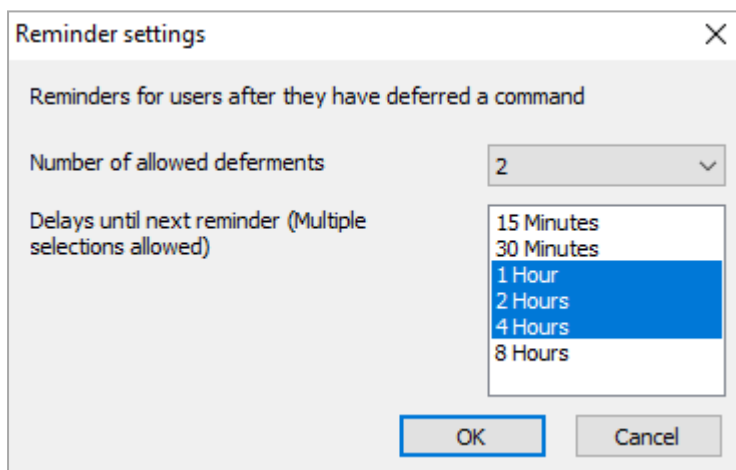 Reminder settings
Reminders for users after they have deferred a command
Number of allowed deferments
2
Delays until next reminder (Multiple
selections allowed)
15 Minutes
30 Minutes
1 Hour
2 Hours
4 Hours
8 Hours
OK
Cancel